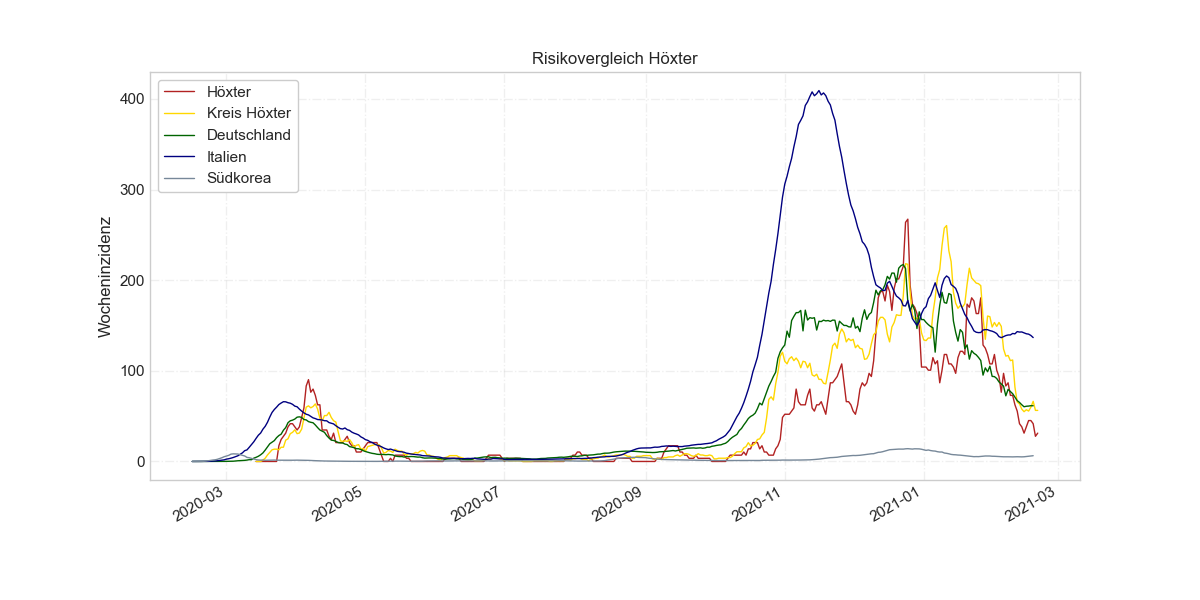 Risikovergleich Höxter
Höxter
Kreis Höxter
Deutschland
Italien
Südkorea
Wocheninzidenz
400
300
200
100
0
2020-03
2020-05
2020-07
2020-09
2020-11
2021-01
2021-03